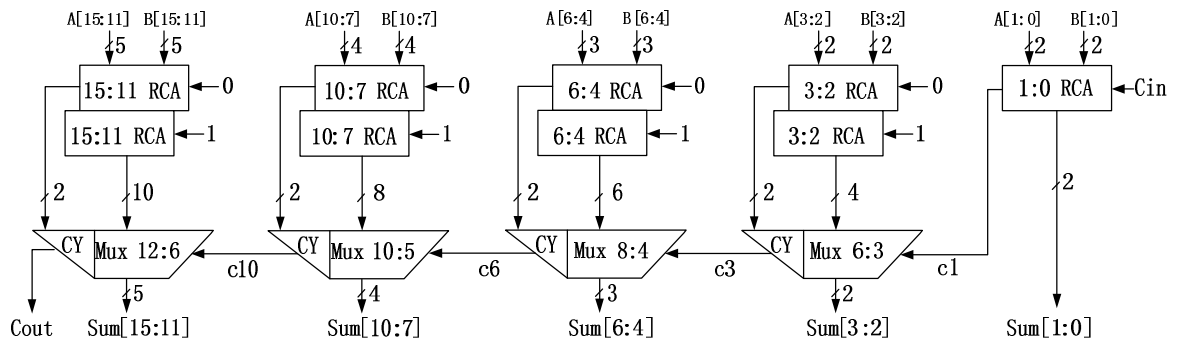 A[15:11] B[15:11] A[10:7] B[10:7] A[6:4] B[6:4] A[3:2] B[3:2] A[1:0] B[1:0]
5 5 4 4 3 3 2 2 2 2
15:11 RCA 0 10:7 RCA 0 6:4 RCA 0 3:2 RCA 0 1:0 RCA Cin
15:11 RCA 1 10:7 RCA 1 6:4 RCA 1 3:2 RCA 1
2 10 2 8 2 6 2 4 2
CY Mux 12:6 CY Mux 10:5 CY Mux 8:4 CY Mux 6:3
c10 c6 c3 c1
5 4 3 2
Cout Sum[15:11] Sum[10:7] Sum[6:4] Sum[3:2] Sum[1:0]